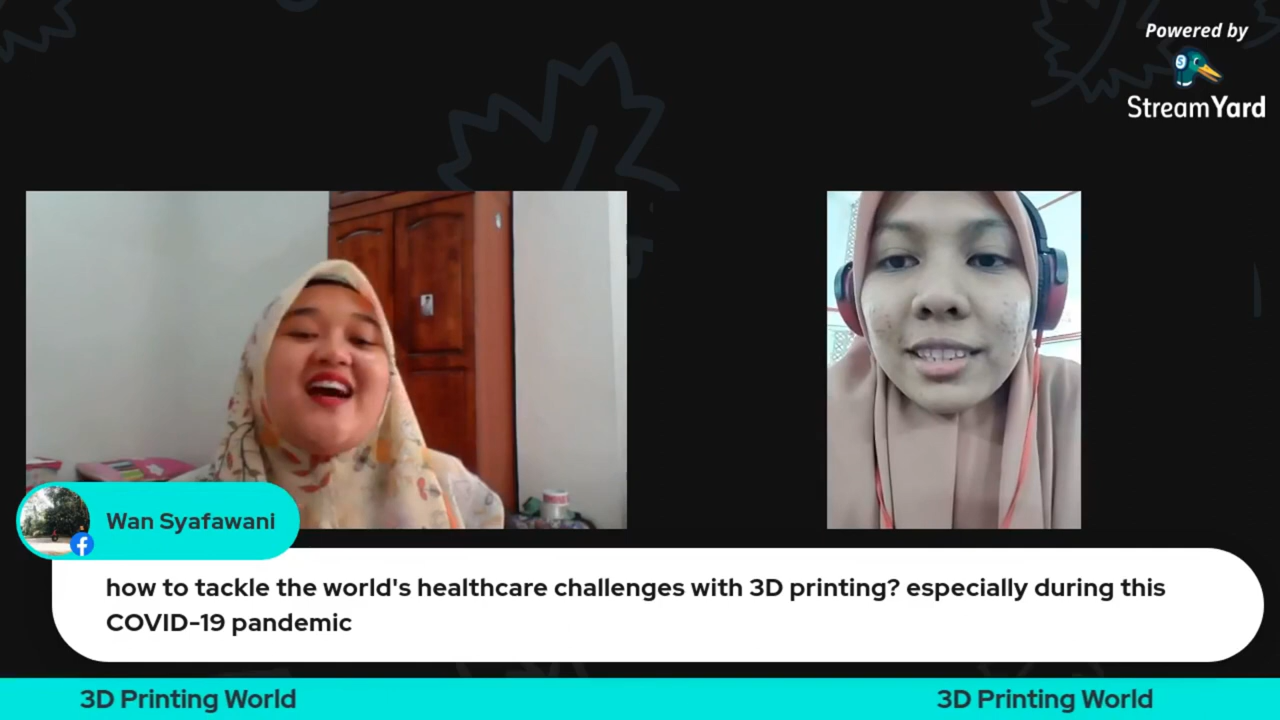 Powered by
StreamYard
Wan Syafawani
how to tackle the world's healthcare challenges with 3D printing? especially during this
COVID-19 pandemic
3D Printing World
3D Printing World